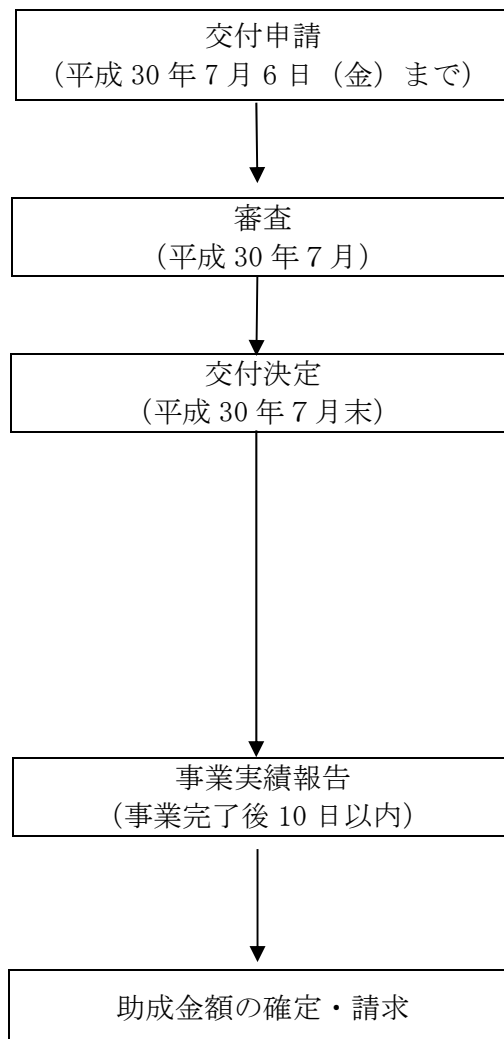 交付申請
（平成 30 年 7 月 6 日（金）まで）
審査
（平成 30 年 7 月）
交付決定
（平成 30 年 7 月末）
事業実績報告
（事業完了後 10 日以内）
助成金額の確定・請求